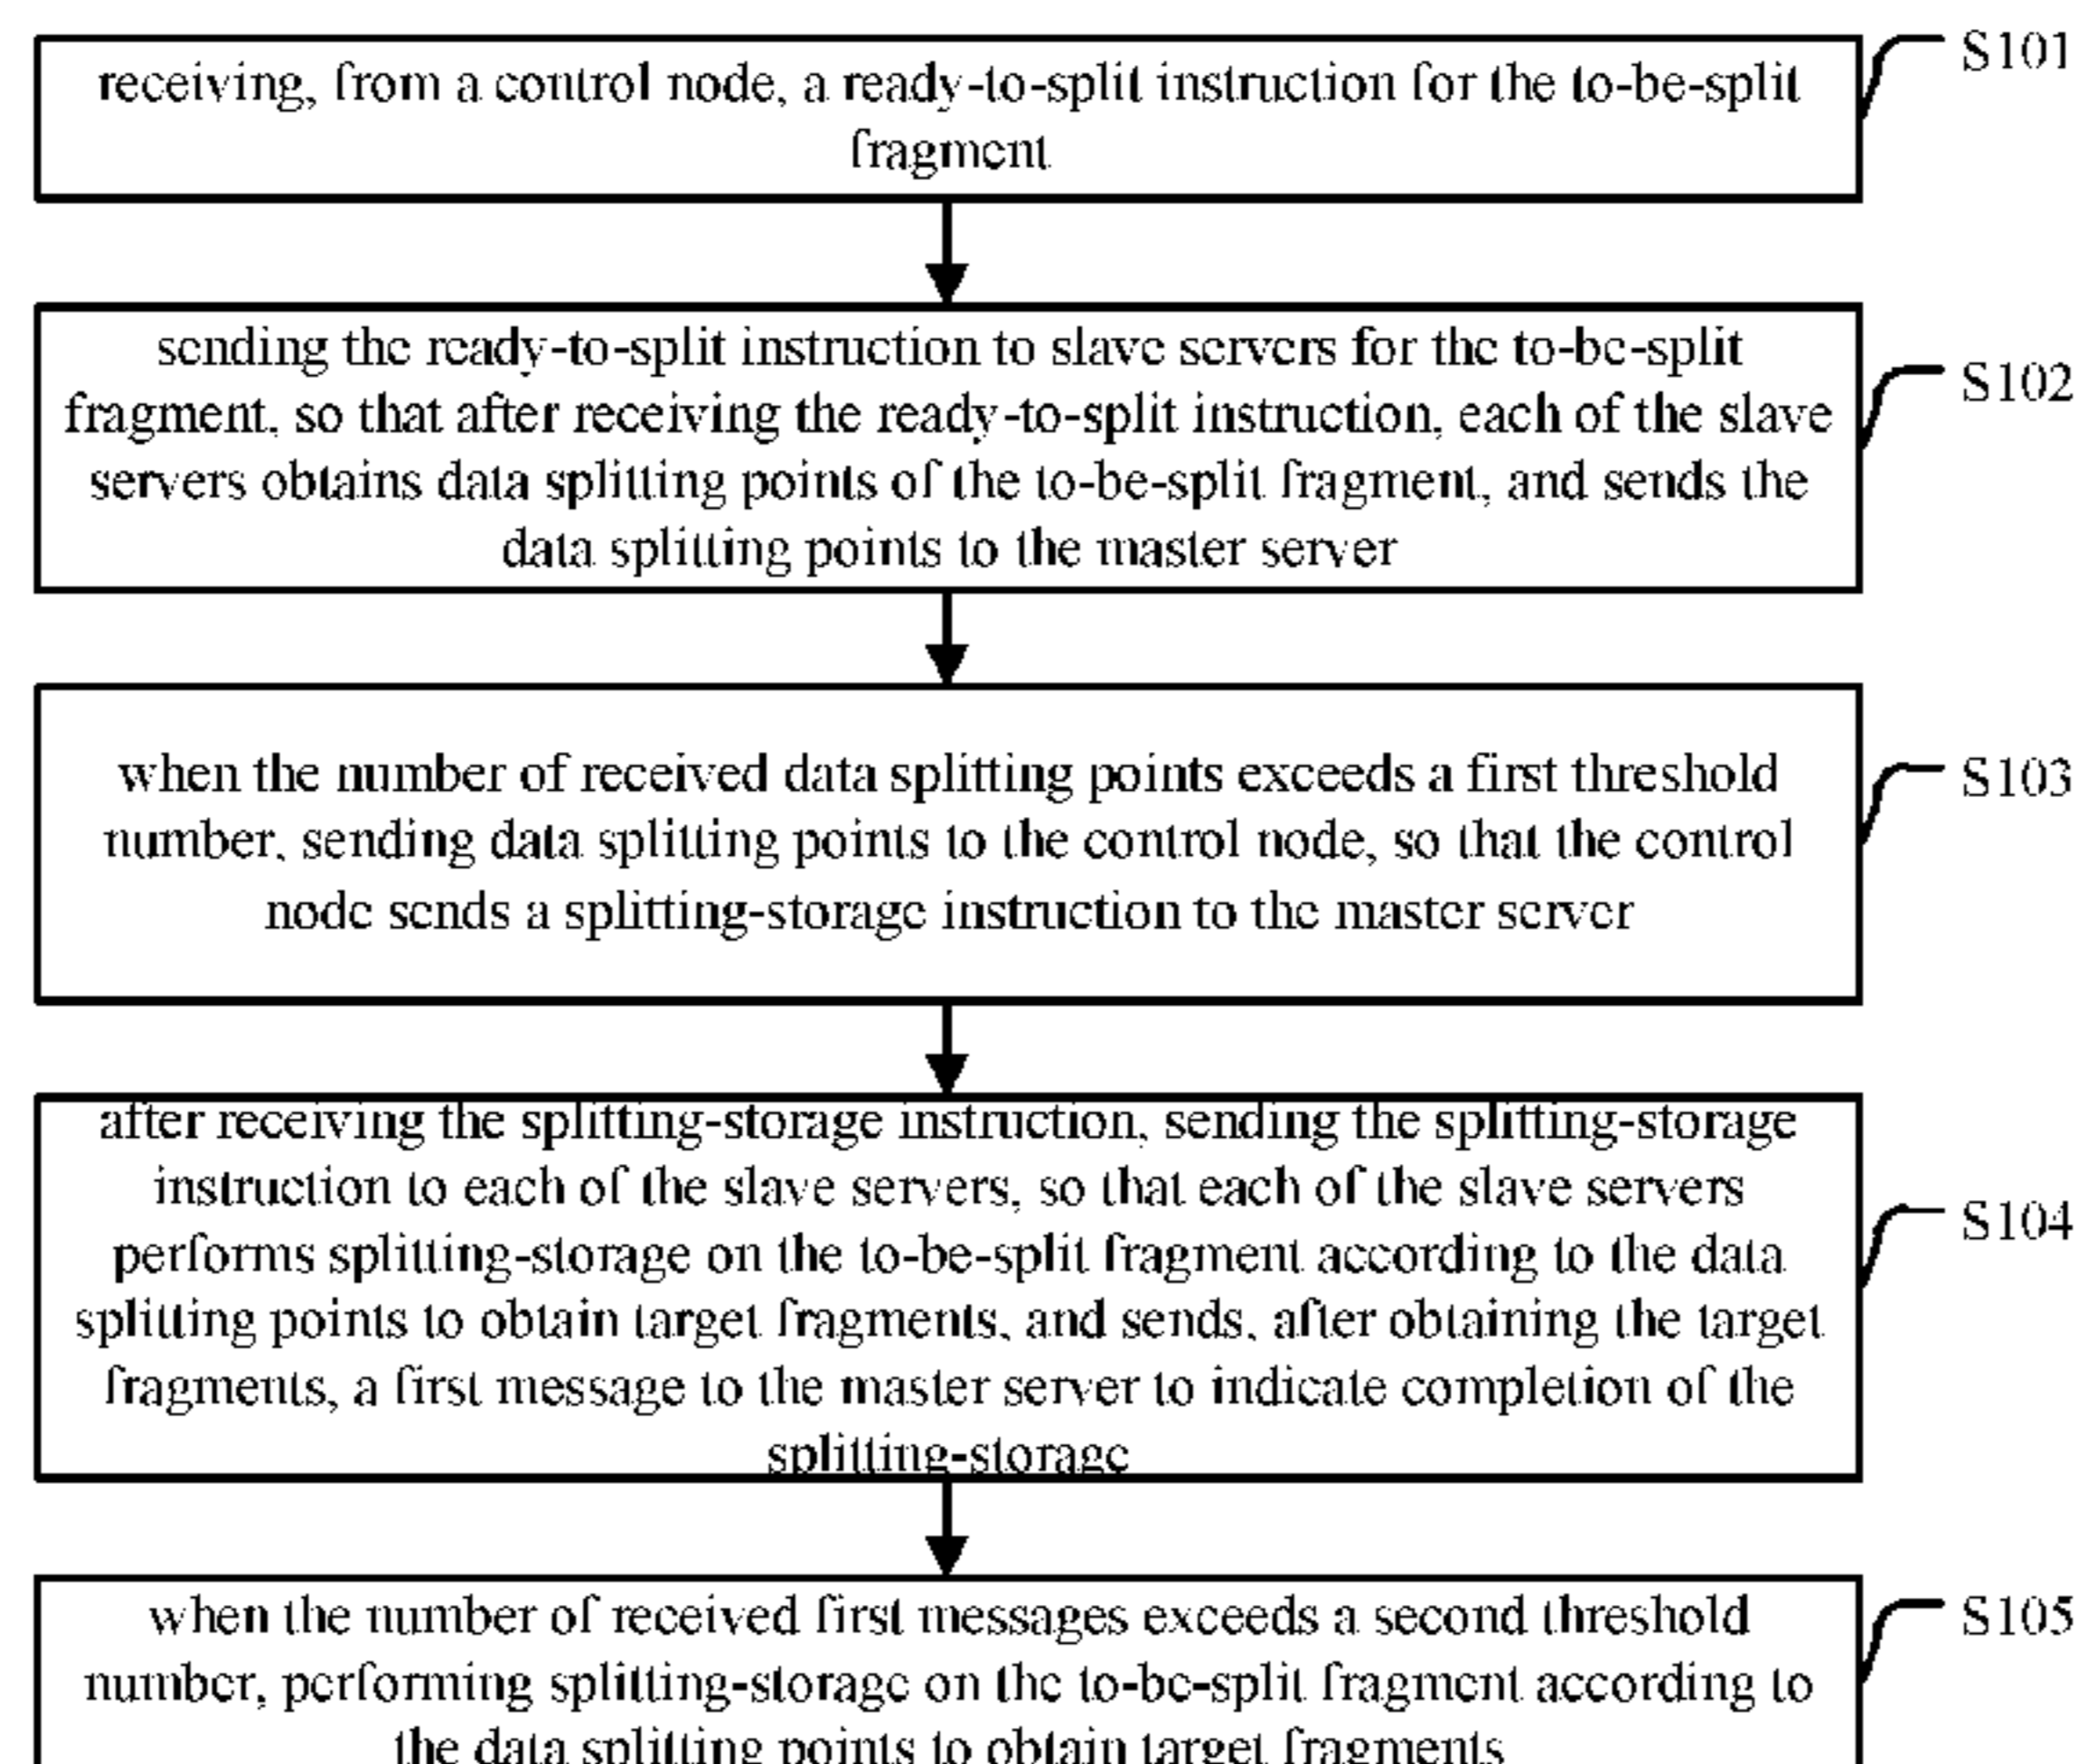 receiving, from a control node, a ready-to-split instruction for the to-be-split
fragment
S101
sending the ready-to-split instruction to slave servers for the to-be-split
fragment, so that after receiving the ready-to-split instruction, each of the slave
servers obtains data splitting points of the to-be-split fragment, and sends the
data splitting points to the master server
S102
when the number of received data splitting points exceeds a first threshold
number, sending data splitting points to the control node, so that the control
node sends a splitting-storage instruction to the master server
S103
after receiving the splitting-storage instruction, sending the splitting-storage
instruction to each of the slave servers, so that each of the slave servers
performs splitting-storage on the to-be-split fragment according to the data
splitting points to obtain target fragments, and sends, after obtaining the target
fragments, a first message to the master server to indicate completion of the
splitting-storage
S104
when the number of received first messages exceeds a second threshold
number, performing splitting-storage on the to-be-split fragment according to
the data splitting points to obtain target fragments
S105